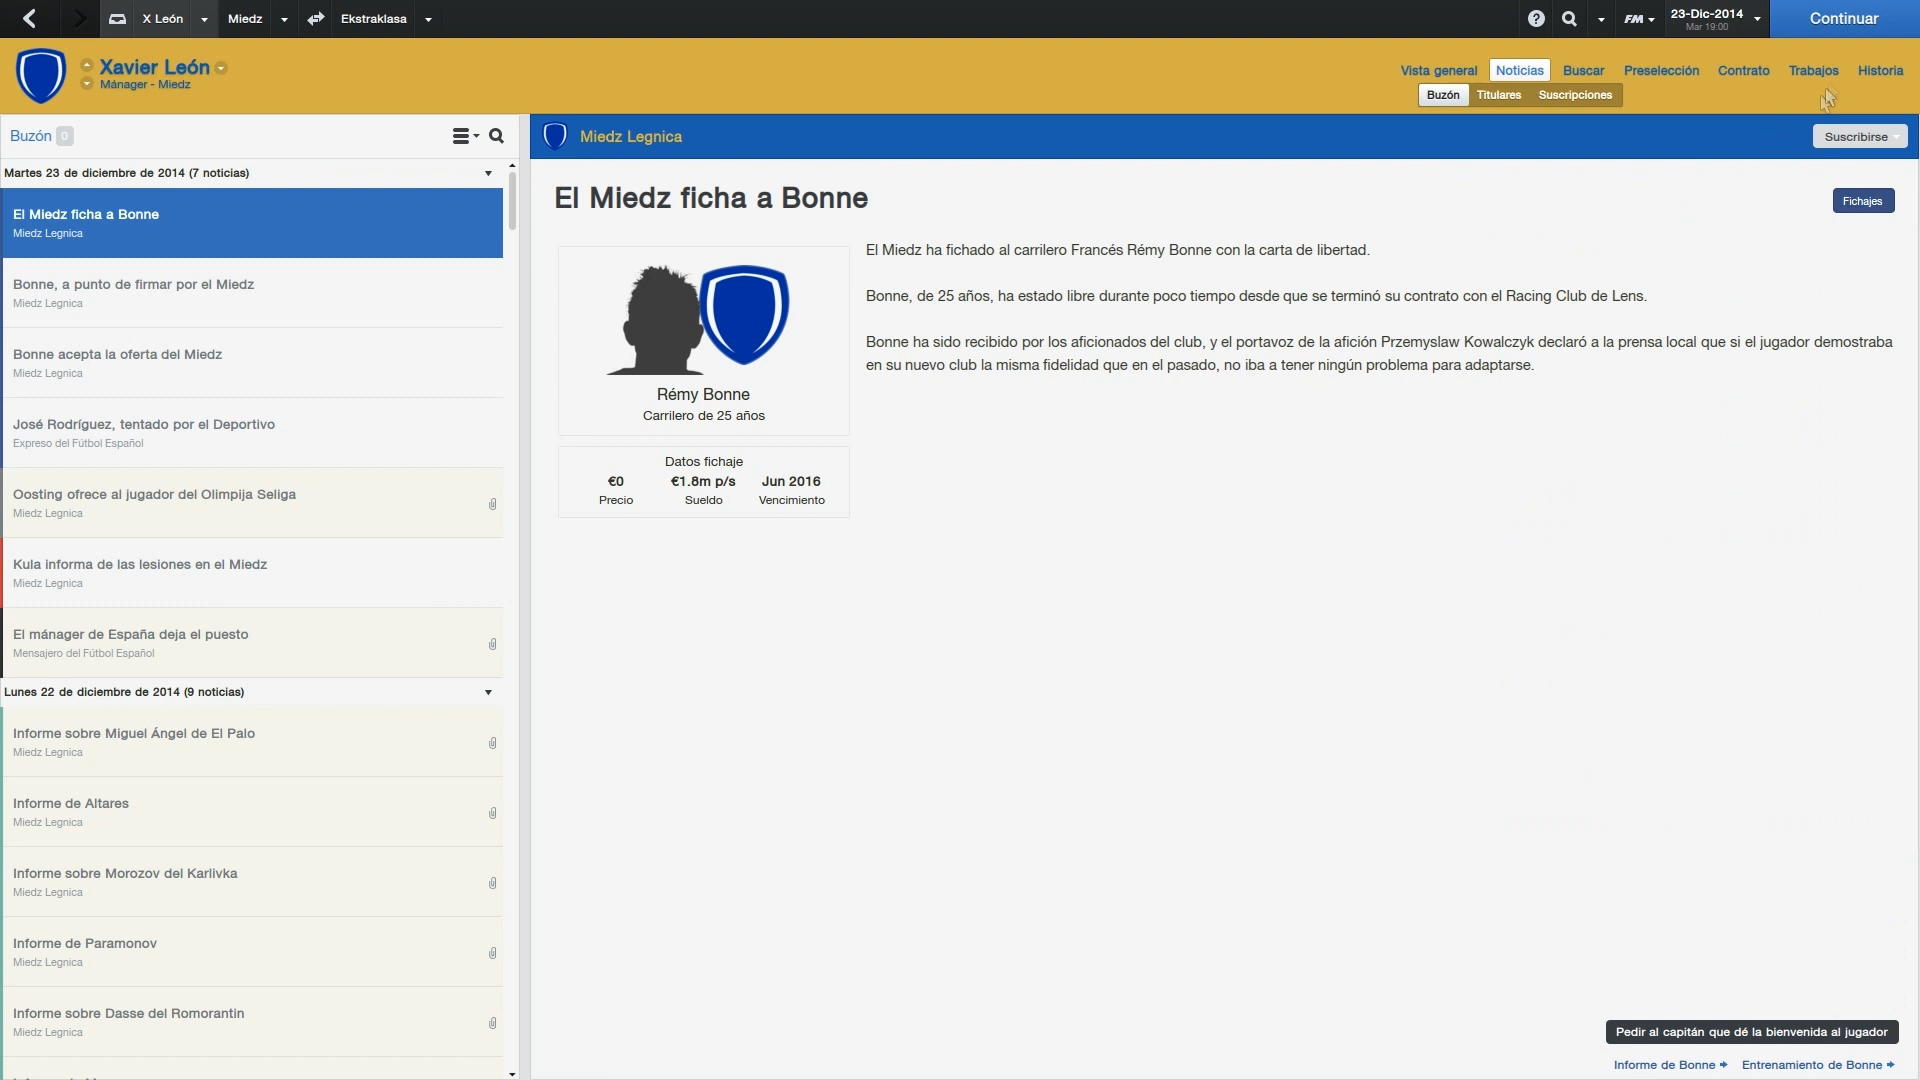 X León
Miedz
Ekstraklasa
FM
23-Dic-2014
Mar 19:00
Continuar
Xavier León
Mánager - Miedz
Vista general
Noticias
Buscar
Preselección
Contrato
Trabajos
Historia
Buzón
Titulares
Suscripciones
Buzón 0
Martes 23 de diciembre de 2014 (7 noticias)
El Miedz ficha a Bonne
Miedz Legnica
Bonne, a punto de firmar por el Miedz
Miedz Legnica
Bonne acepta la oferta del Miedz
Miedz Legnica
José Rodríguez, tentado por el Deportivo
Expreso del Fútbol Español
Oosting ofrece al jugador del Olimpija Seliga
Miedz Legnica
Kula informa de las lesiones en el Miedz
Miedz Legnica
El mánager de España deja el puesto
Mensajero del Fútbol Español
Lunes 22 de diciembre de 2014 (9 noticias)
Informe sobre Miguel Ángel de El Palo
Miedz Legnica
Informe de Altares
Miedz Legnica
Informe sobre Morozov del Karlivka
Miedz Legnica
Informe de Paramonov
Miedz Legnica
Informe sobre Dasse del Romorantin
Miedz Legnica
Miedz Legnica
Suscribirse
El Miedz ficha a Bonne
Fichajes
Rémy Bonne
Carrilero de 25 años
Datos fichaje
€0 €1.8m p/s Jun 2016
Precio Sueldo Vencimiento
El Miedz ha fichado al carrilero Francés Rémy Bonne con la carta de libertad.
Bonne, de 25 años, ha estado libre durante poco tiempo desde que se terminó su contrato con el Racing Club de Lens.
Bonne ha sido recibido por los aficionados del club, y el portavoz de la afición Przemyslaw Kowalczyk declaró a la prensa local que si el jugador demostraba
en su nuevo club la misma fidelidad que en el pasado, no iba a tener ningún problema para adaptarse.
Pedir al capitán que dé la bienvenida al jugador
Informe de Bonne
Entrenamiento de Bonne